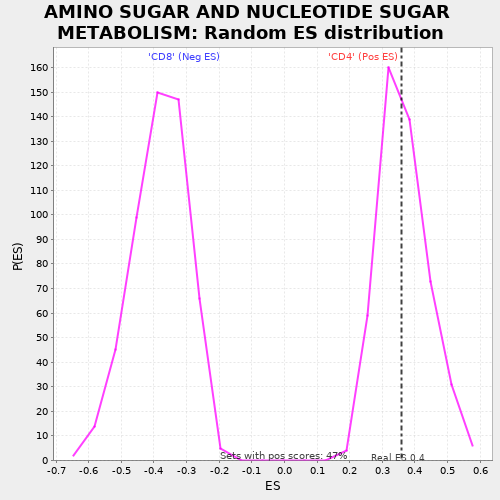 AMINO SUGAR AND NUCLEOTIDE SUGAR
METABOLISM: Random ES distribution
'CD8' (Neg ES)
'CD4' (Pos ES)
160
150
140
130
120
110
100
90
80
70
60
50
40
30
20
10
0
P(ES)
Sets with pos scores: 47%
Real ES 0.4
-0.7 -0.6 -0.5 -0.4 -0.3 -0.2 -0.1 0.0 0.1 0.2 0.3 0.4 0.5 0.6
ES